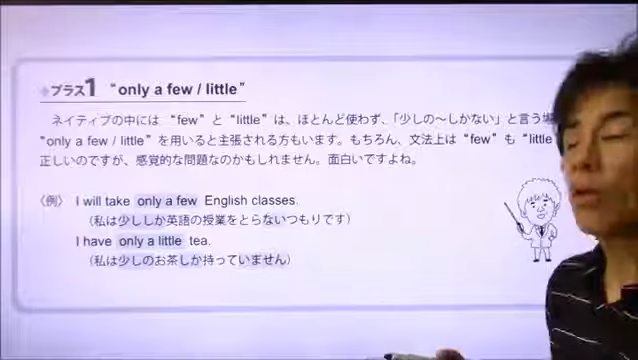 プラス1 "only a few / little"
ネイティブの中には "few" と "little" は、ほとんど使わず、「少しの〜しかない」と言う場
"only a few / little" を用いると主張される方もいます。もちろん、文法上は "few" も "little
正しいのですが、感覚的な問題なのかもしれません。面白いですよね。
〈例〉 I will take only a few English classes.
（私は少ししか英語の授業をとらないつもりです）
I have only a little tea.
（私は少しのお茶しか持っていません）